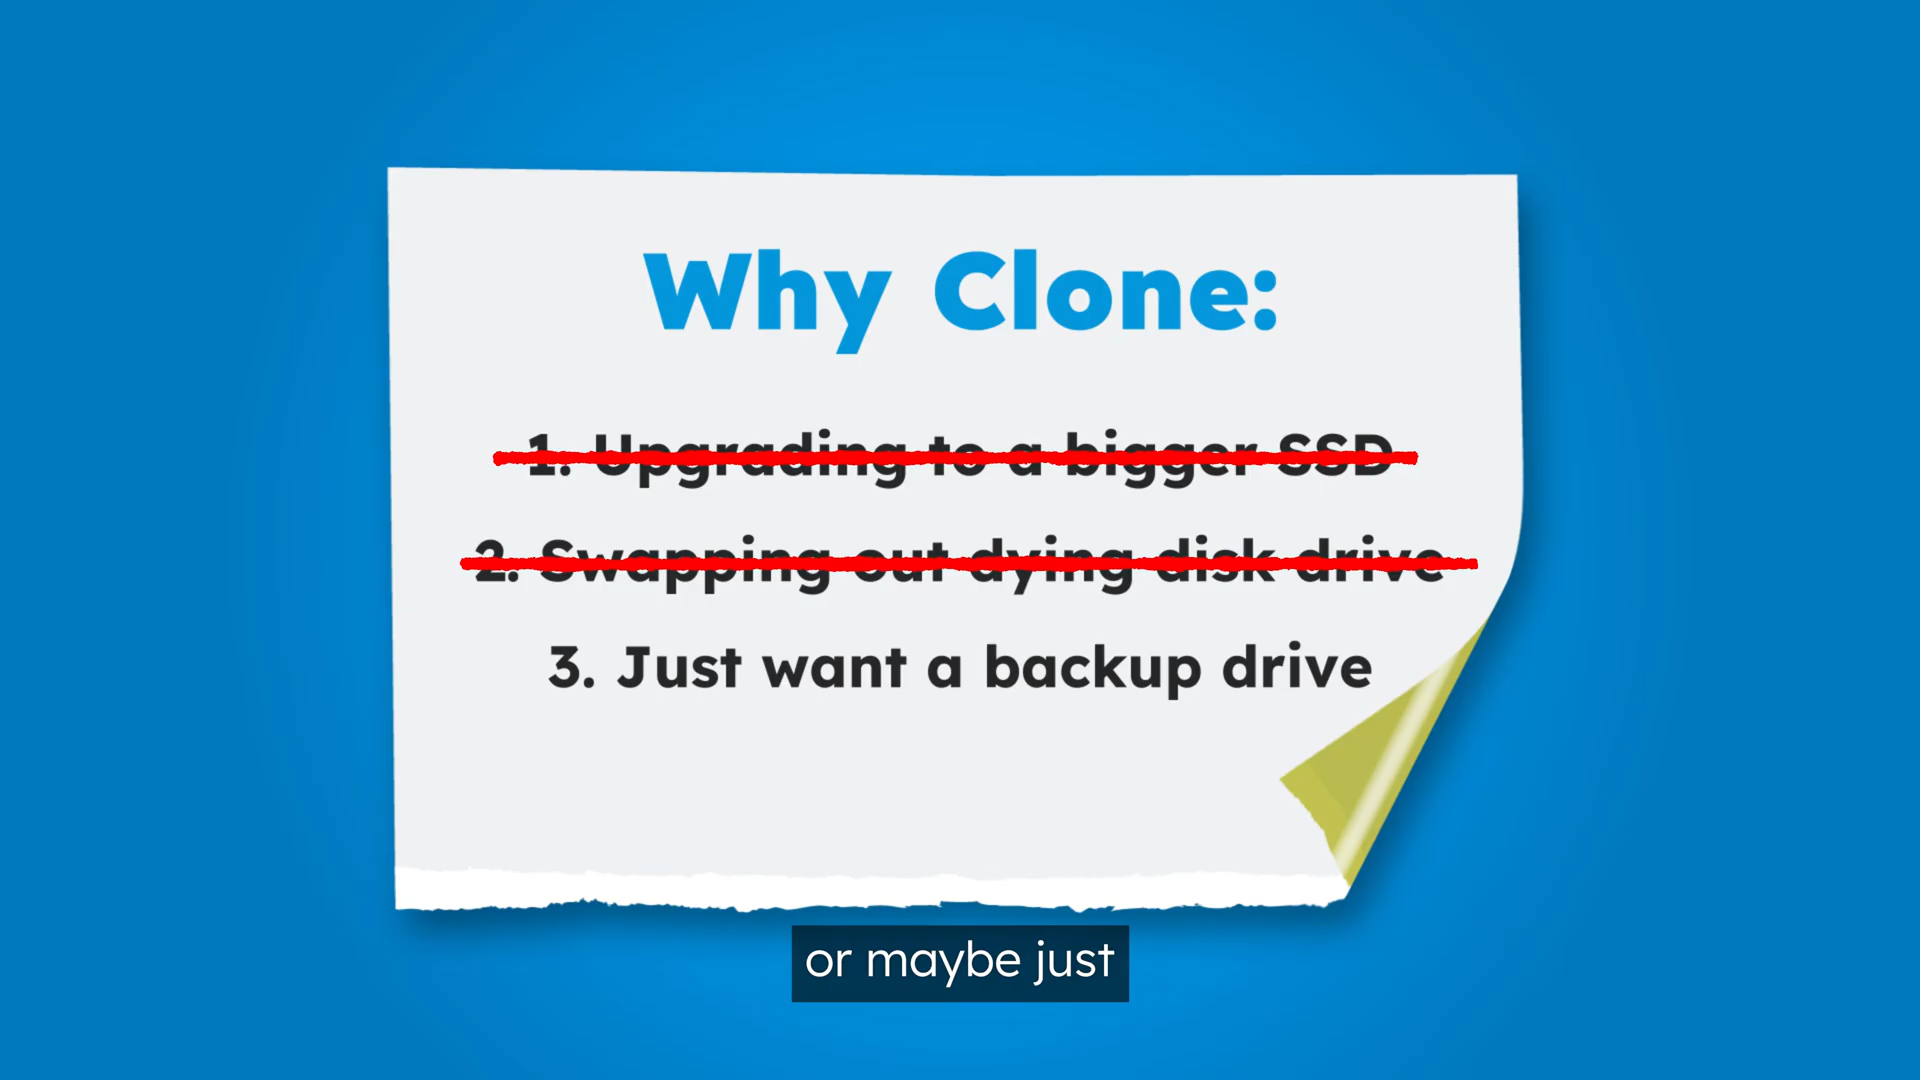 Why Clone:
1. Upgrading to a bigger SSD
2. Swapping out dying disk drive
3. Just want a backup drive
or maybe just